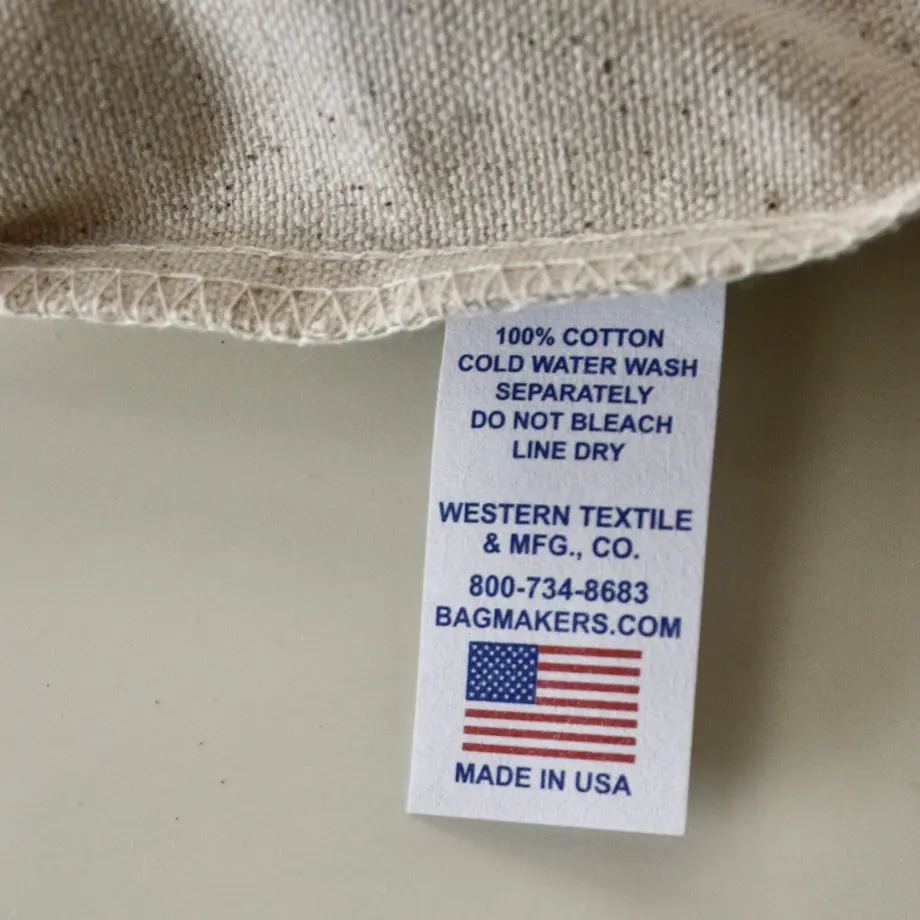 100% COTTON
COLD WATER WASH
SEPARATELY
DO NOT BLEACH
LINE DRY
WESTERN TEXTILE
& MFG., CO.
800-734-8683
BAGMAKERS.COM
MADE IN USA